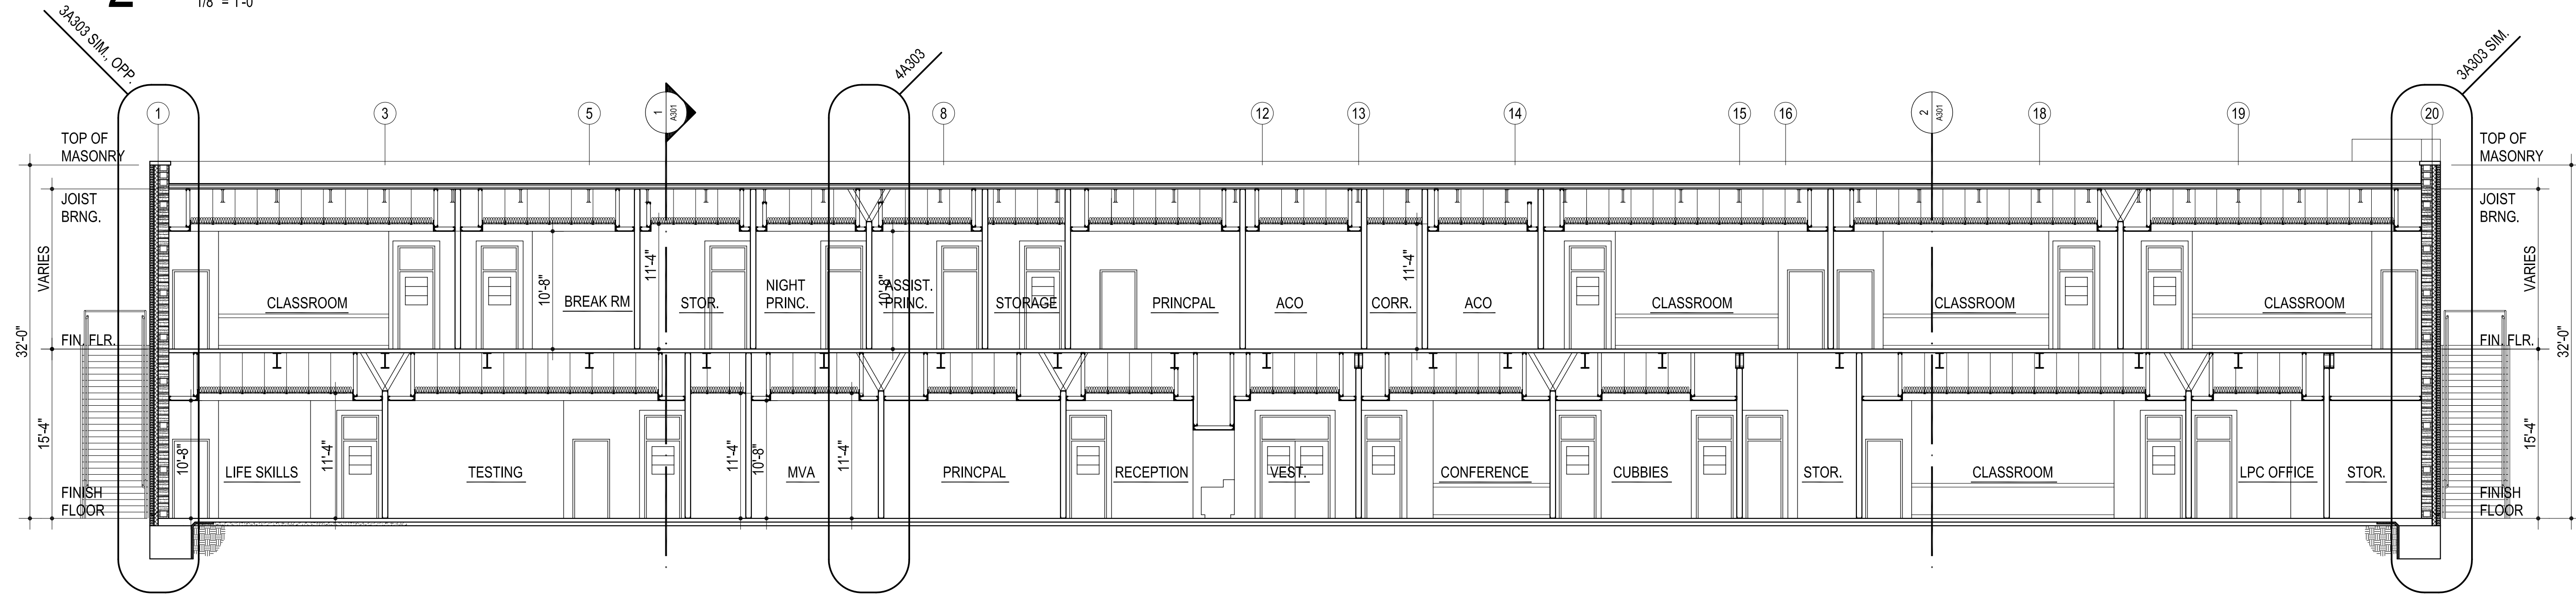 1/8" = 1'-0"
3A303 SIM., OPP.
4A303
3A303 SIM.
1
3
5
1
A301
8
12
13
14
15
16
2
A301
18
19
20
TOP OF
MASONRY
JOIST
BRNG.
VARIES
FIN. FLR.
32'-0"
15'-4"
FINISH
FLOOR
CLASSROOM
10'-8"
BREAK RM
11'-4"
STOR.
NIGHT
PRINC.
10'-8"
ASSIST.
PRINC.
STORAGE
PRINCPAL
ACO
CORR.
11'-4"
ACO
CLASSROOM
CLASSROOM
CLASSROOM
10'-8"
LIFE SKILLS
11'-4"
TESTING
11'-4"
10'-8"
MVA
11'-4"
PRINCPAL
RECEPTION
VEST.
CONFERENCE
CUBBIES
STOR.
CLASSROOM
LPC OFFICE
STOR.
TOP OF
MASONRY
JOIST
BRNG.
VARIES
FIN. FLR.
32'-0"
15'-4"
FINISH
FLOOR